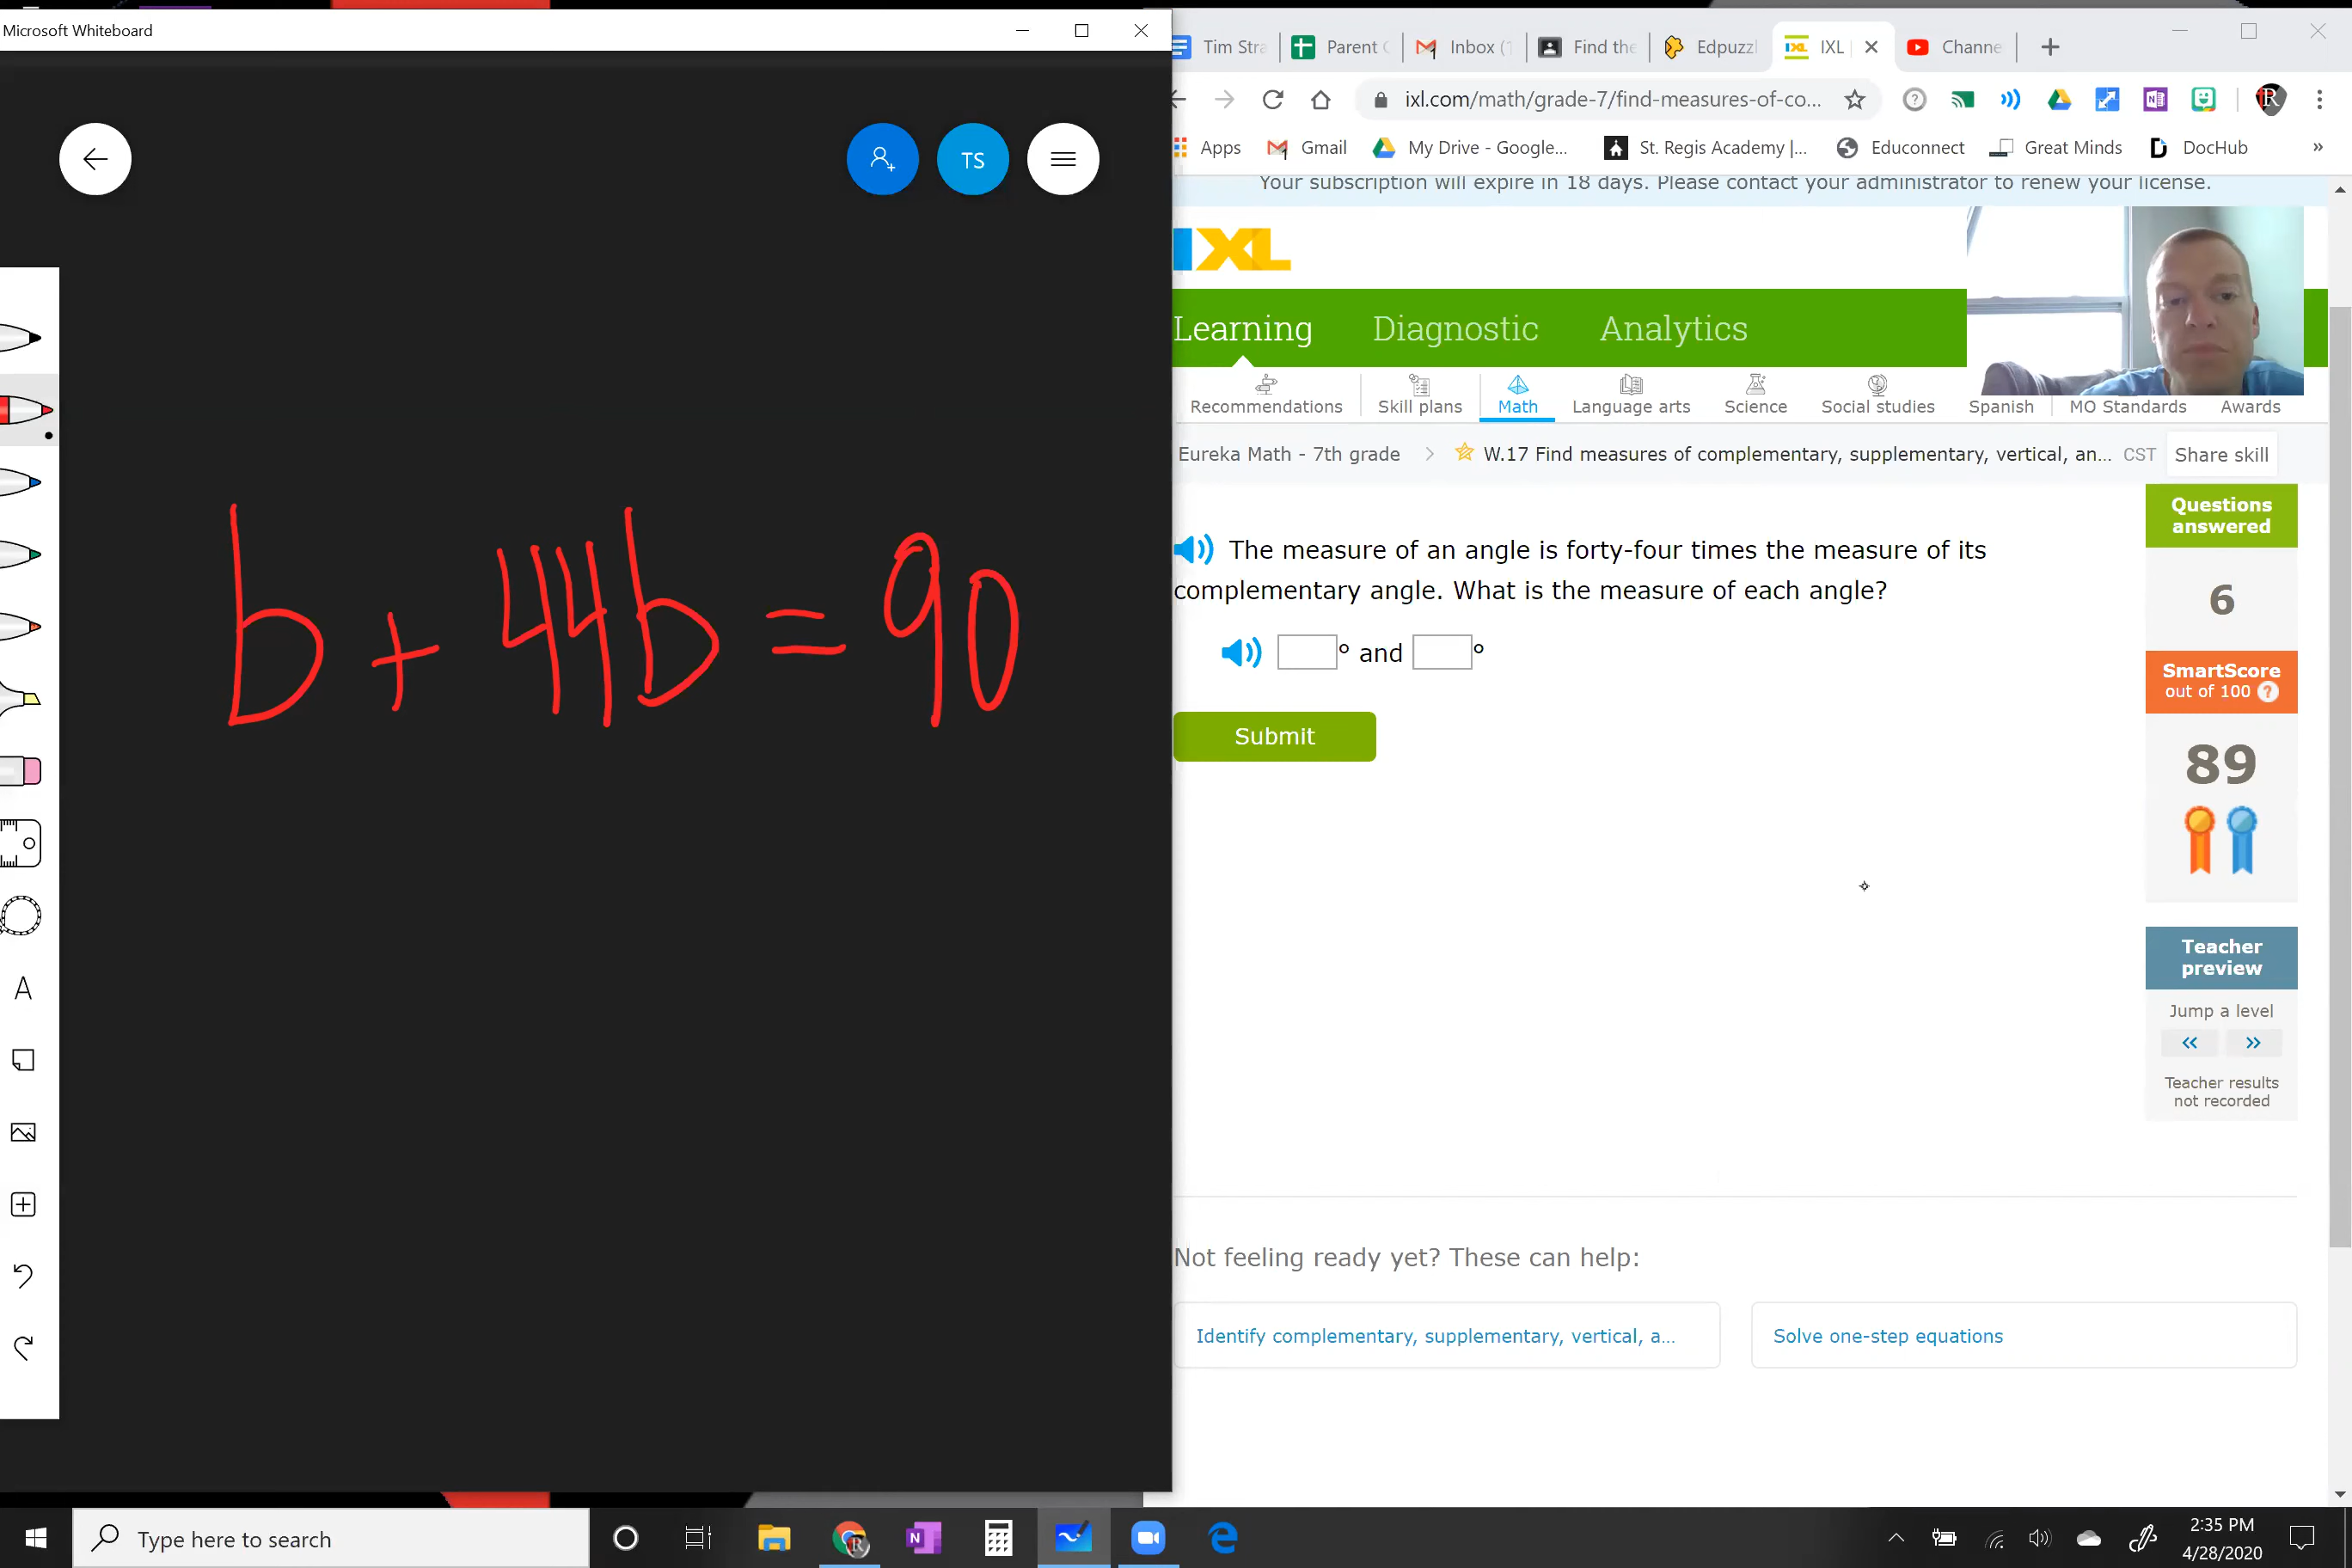 Microsoft Whiteboard
Tim Stra
Parent
Inbox (
Find the
Edpuzzl
IXL
Channe
ixl.com/math/grade-7/find-measures-of-co...
Apps
Gmail
My Drive - Google...
St. Regis Academy |...
Educonnect
Great Minds
DocHub
»
TS
Your subscription will expire in 18 days. Please contact your administrator to renew your license.
IXL
Learning Diagnostic Analytics
Recommendations Skill plans Math Language arts Science Social studies Spanish MO Standards Awards
Eureka Math - 7th grade > W.17 Find measures of complementary, supplementary, vertical, an... CST Share skill
b + 44b = 90
The measure of an angle is forty-four times the measure of its
complementary angle. What is the measure of each angle?
° and °
Submit
Questions
answered
6
SmartScore
out of 100 ?
89
Teacher
preview
Jump a level
« »
Teacher results
not recorded
Not feeling ready yet? These can help:
Identify complementary, supplementary, vertical, a...
Solve one-step equations
A
Type here to search
2:35 PM
4/28/2020